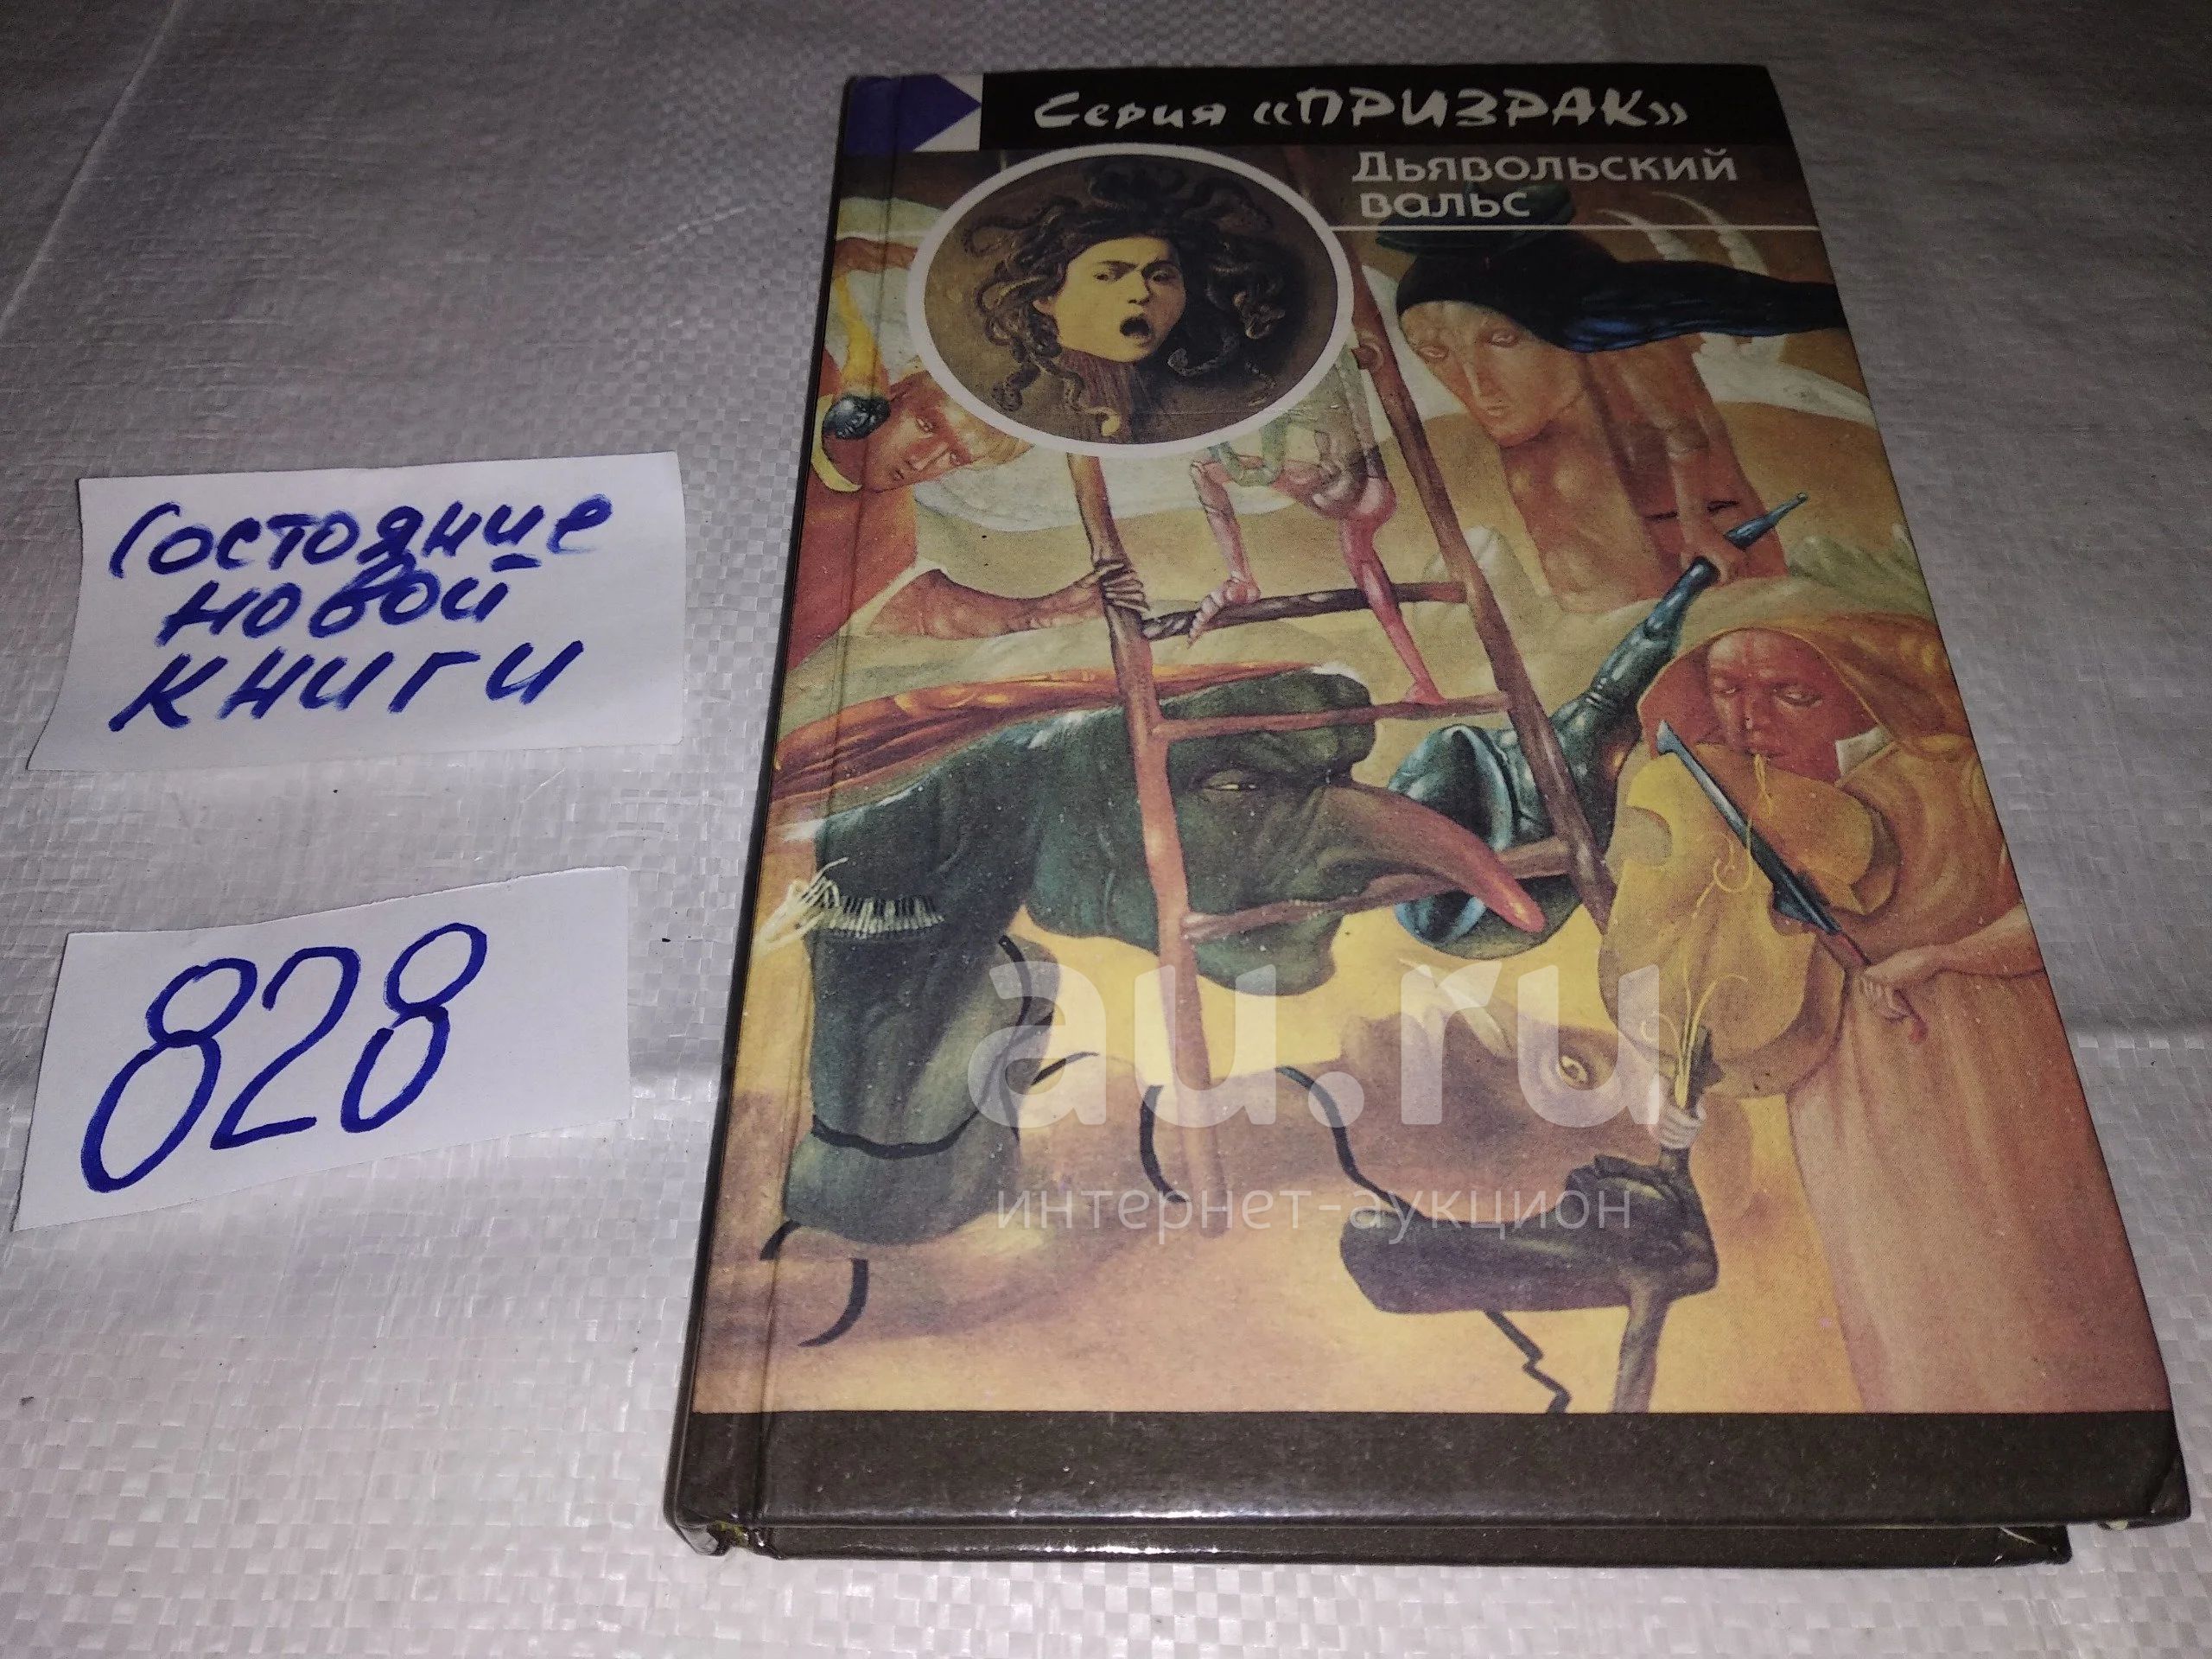 Серия «ПРИЗРАК»
Дьявольский
вальс
Состояние
новой
книги
828
au.ru
интернет-аукцион